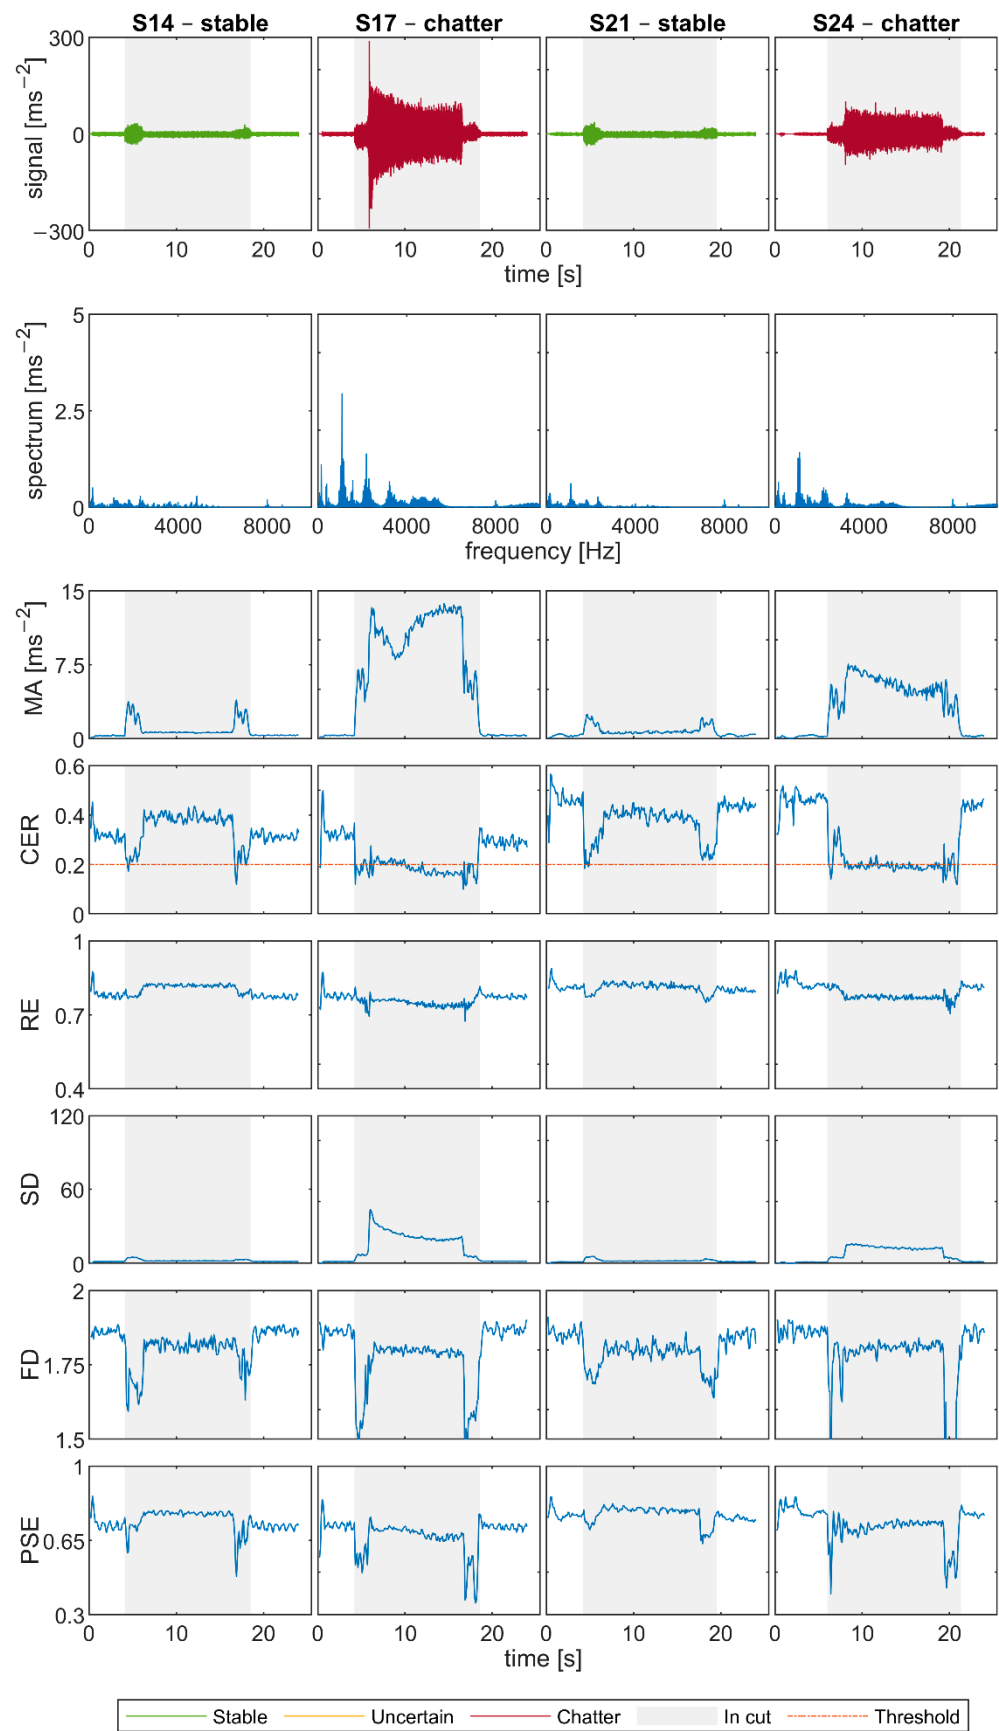 S14 – stable S17 – chatter S21 – stable S24 – chatter
signal [ms−2]
300
0
−300
0 10 20 0 10 20 0 10 20 0 10 20
time [s]
spectrum [ms−2]
5
2.5
0
0 4000 8000 0 4000 8000 0 4000 8000 0 4000 8000
frequency [Hz]
MA [ms−2]
15
7.5
0
CER
0.6
0.4
0.2
0
RE
1
0.7
0.4
SD
120
60
0
FD
2
1.75
1.5
PSE
1
0.65
0.3
0 10 20 0 10 20 0 10 20 0 10 20
time [s]
Stable Uncertain Chatter In cut Threshold